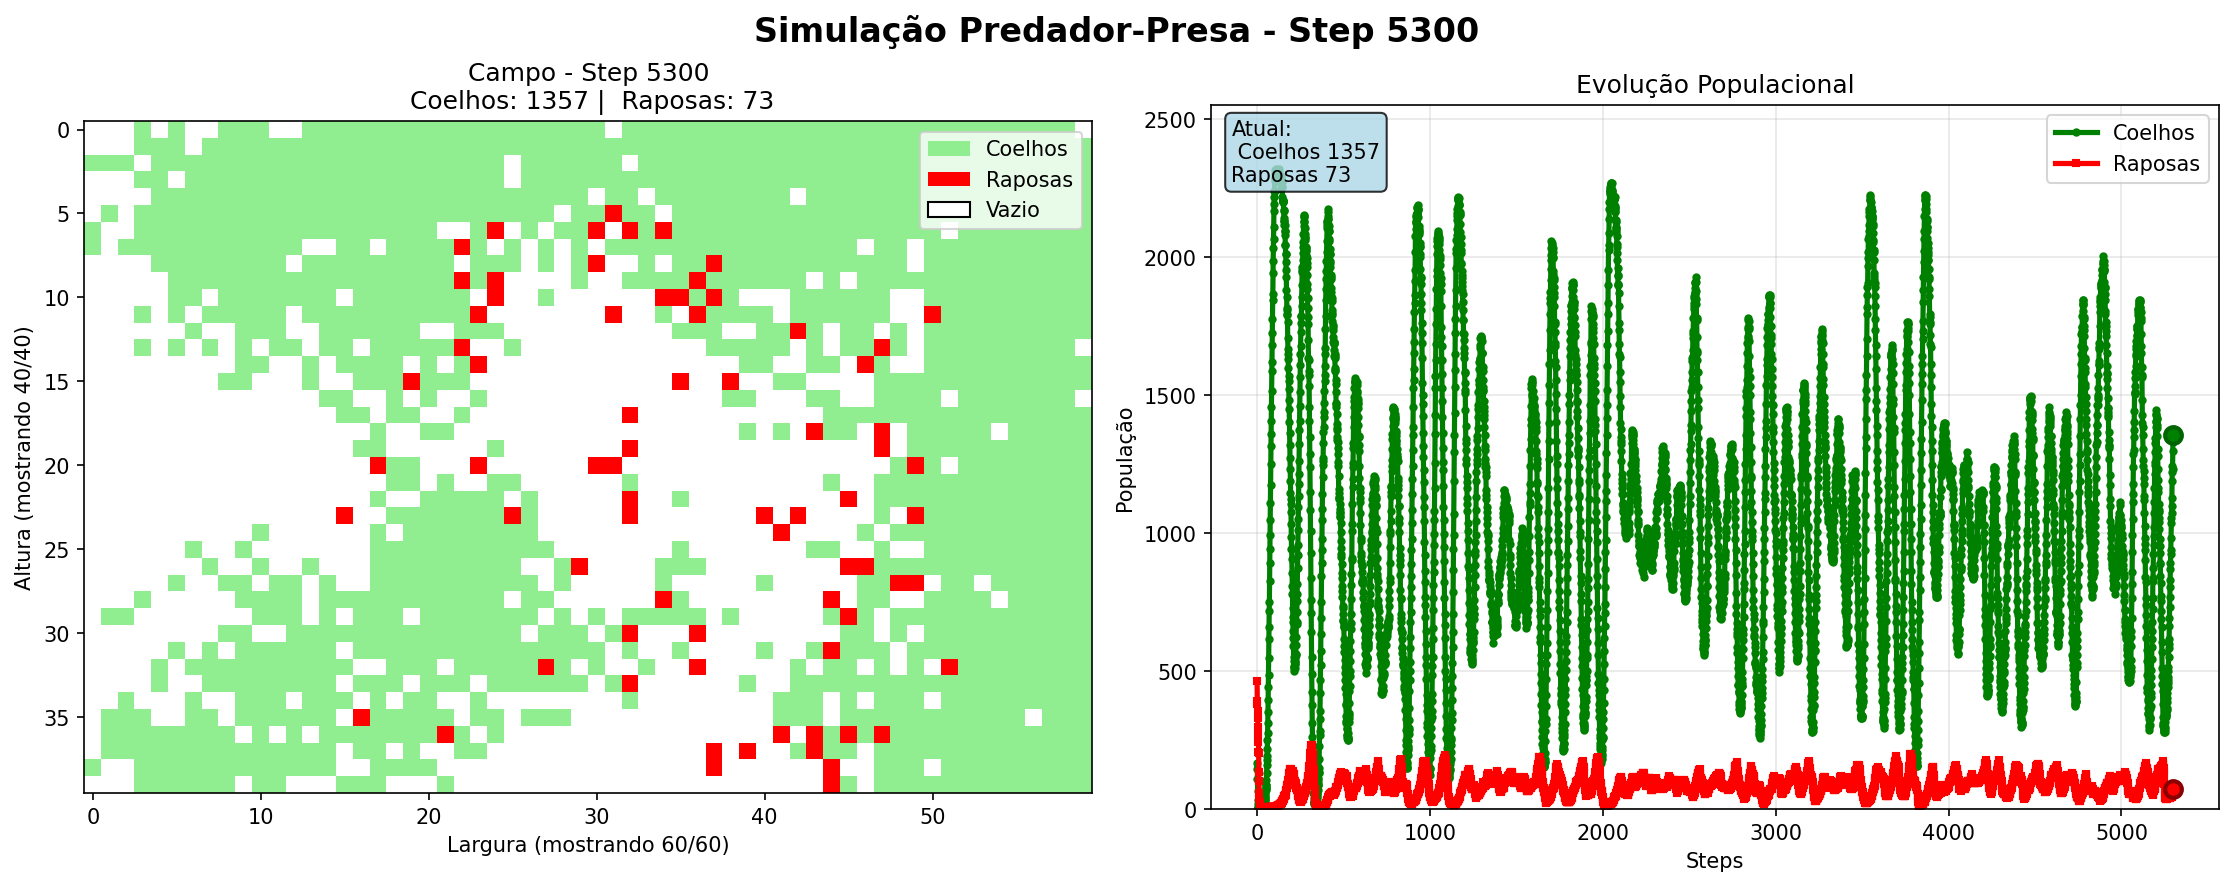 Simulação Predador-Presa - Step 5300
Campo - Step 5300
Coelhos: 1357 |  Raposas: 73
Coelhos
Raposas
Vazio
0
5
10
15
20
25
30
35
Altura (mostrando 40/40)
0
10
20
30
40
50
Largura (mostrando 60/60)
Evolução Populacional
Atual:
Coelhos 1357
Raposas 73
Coelhos
Raposas
2500
2000
1500
1000
500
0
População
0
1000
2000
3000
4000
5000
Steps